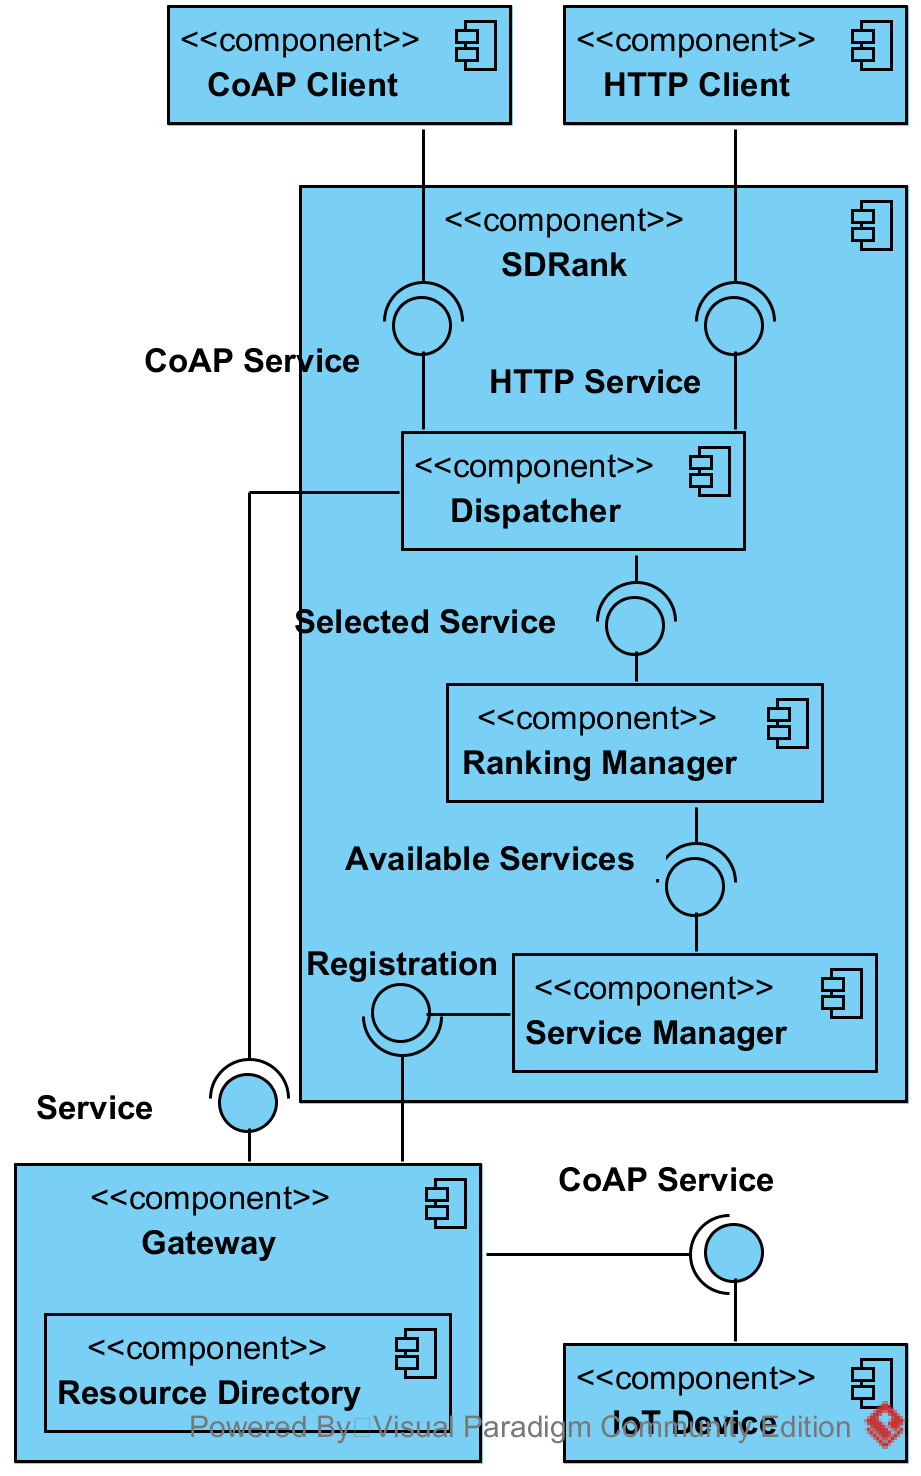 <<component>>
CoAP Client
<<component>>
HTTP Client
<<component>>
SDRank
CoAP Service
HTTP Service
<<component>>
Dispatcher
Selected Service
<<component>>
Ranking Manager
Available Services
Registration
<<component>>
Service Manager
Service
<<component>>
Gateway
CoAP Service
<<component>>
Resource Directory
<<component>>
IoT Device
Powered By Visual Paradigm Community Edition